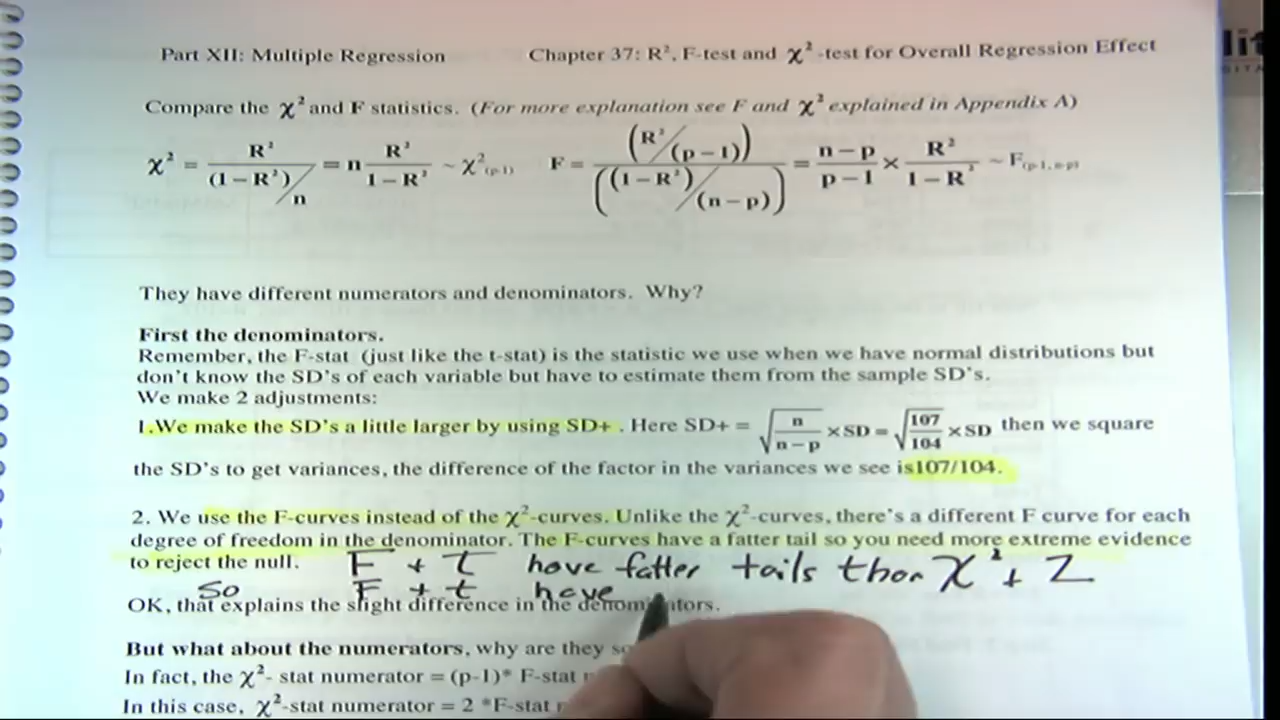 Part XII: Multiple Regression Chapter 37: R², F-test and χ²-test for Overall Regression Effect
Compare the χ² and F statistics. (For more explanation see F and χ² explained in Appendix A)
χ² = R² / ((1 – R²)/n) = n R² / (1 – R²) ~ χ²(p-1) F = (R²/(p – 1)) / ((1 – R²)/(n – p)) = (n – p)/(p – 1) × R² / (1 – R²) ~ F(p-1, n-p)
They have different numerators and denominators. Why?
First the denominators.
Remember, the F-stat (just like the t-stat) is the statistic we use when we have normal distributions but
don't know the SD's of each variable but have to estimate them from the sample SD's.
We make 2 adjustments:
1.We make the SD's a little larger by using SD+ . Here SD+ = √(n/(n – p)) × SD = √(107/104) × SD then we square
the SD's to get variances, the difference of the factor in the variances we see is107/104.
2. We use the F-curves instead of the χ²-curves. Unlike the χ²-curves, there's a different F curve for each
degree of freedom in the denominator. The F-curves have a fatter tail so you need more extreme evidence
to reject the null. F + t have fatter tails than χ² + Z
so F + t have
OK, that explains the slight difference in the denominators.
But what about the numerators, why are they
In fact, the χ²- stat numerator = (p-1)* F-stat
In this case, χ²-stat numerator = 2 *F-stat